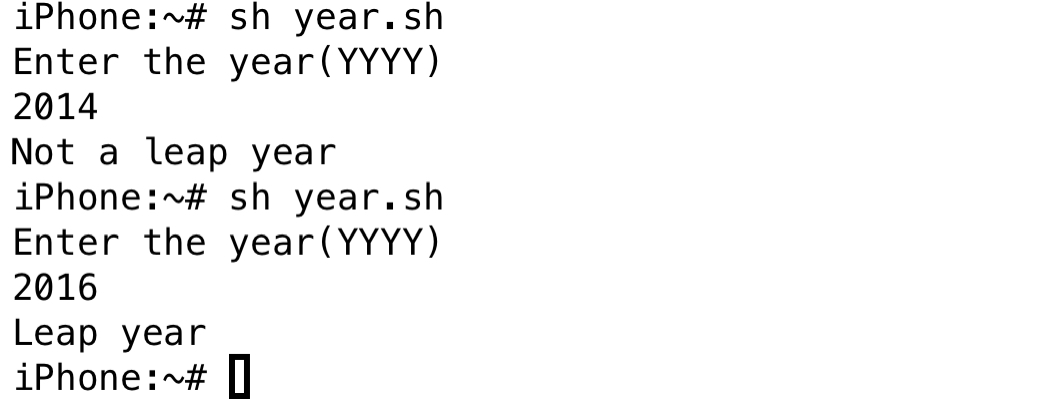 iPhone:~# sh year.sh
Enter the year(YYYY)
2014
Not a leap year
iPhone:~# sh year.sh
Enter the year(YYYY)
2016
Leap year
iPhone:~#